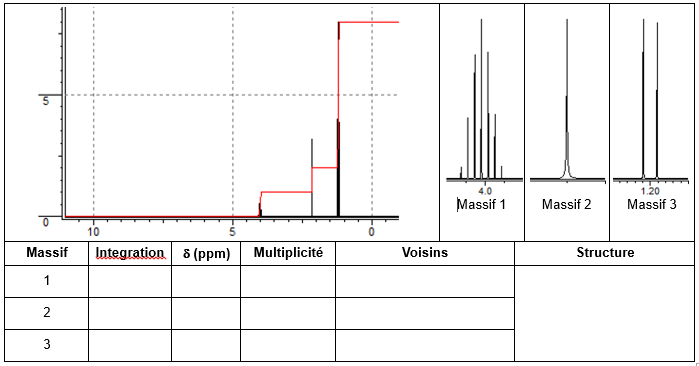 5
0
10
5
0
4.0
Massif 1
Massif 2
1.20
Massif 3
Massif Integration δ (ppm) Multiplicité Voisins Structure
1
2
3